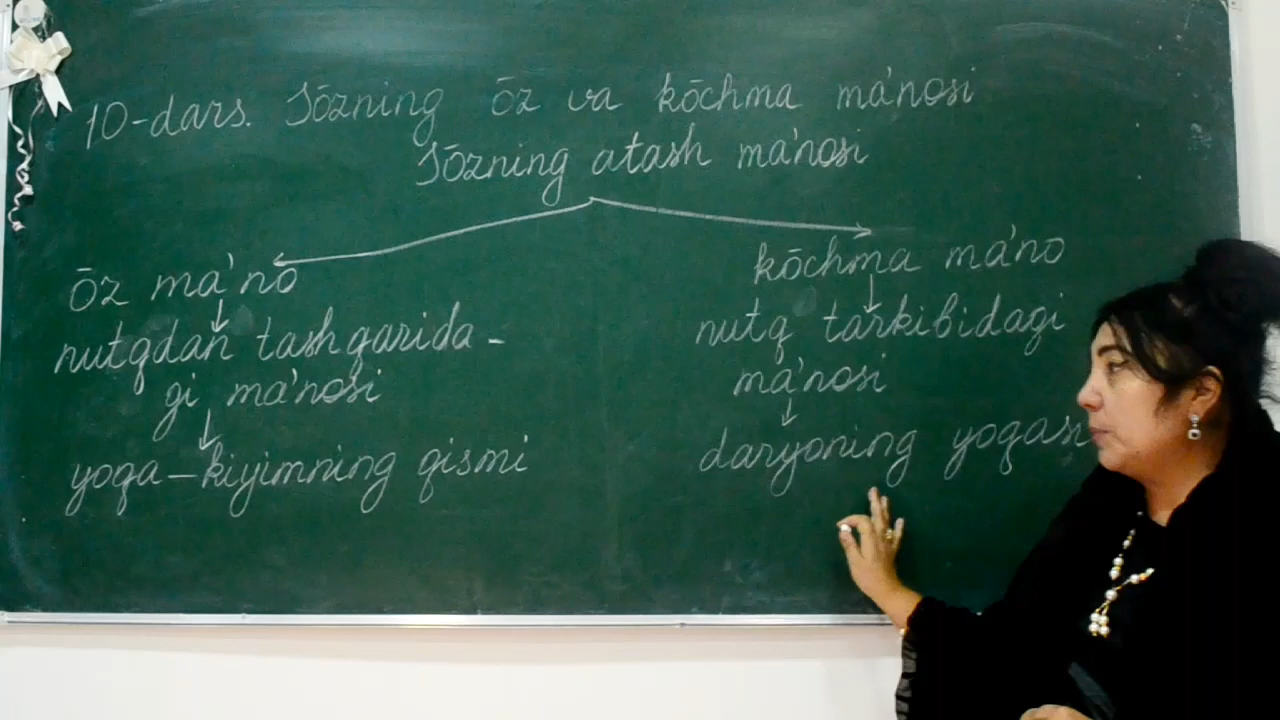 10-dars. Sōzning ōz va kōchma ma'nosi
Sōzning atash ma'nosi
ōz ma'no
nutqdan tashqarida-
gi ma'nosi
yoqa–kiyimning qismi
kōchma ma'no
nutq tarkibidagi
ma'nosi
daryoning yoqasi